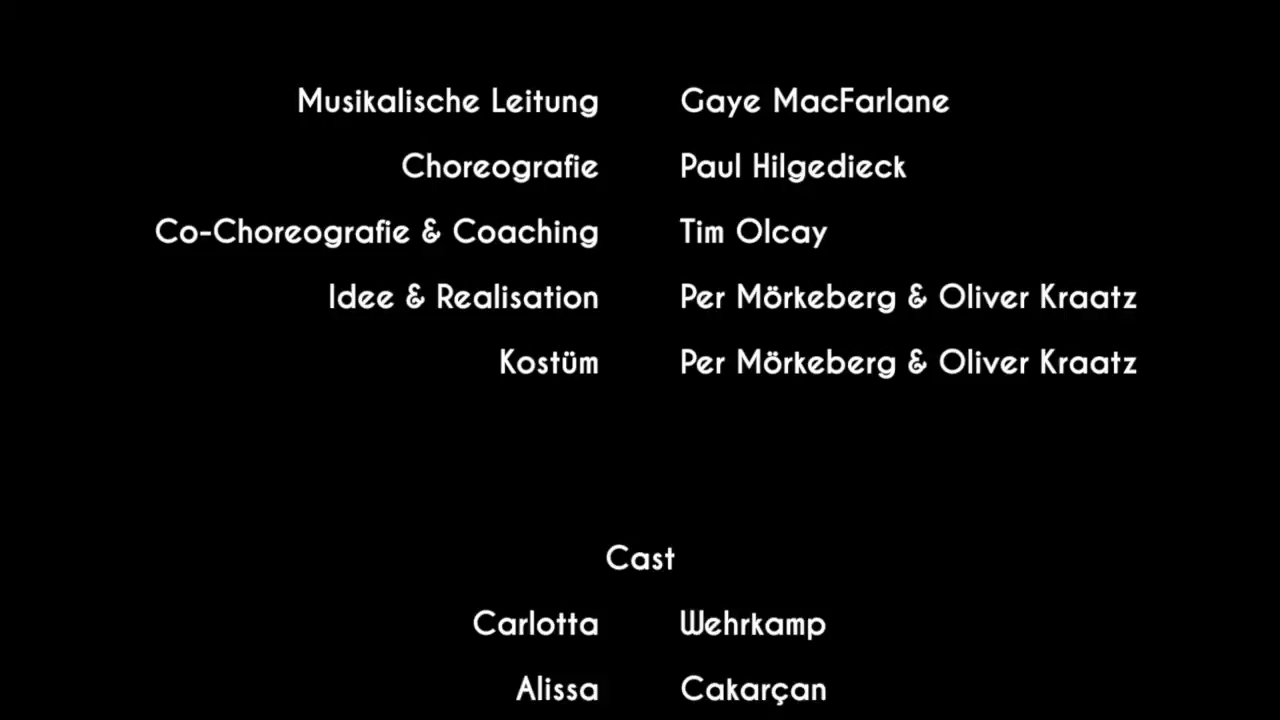 Musikalische Leitung Gaye MacFarlane
Choreografie Paul Hilgedieck
Co-Choreografie & Coaching Tim Olcay
Idee & Realisation Per Mörkeberg & Oliver Kraatz
Kostüm Per Mörkeberg & Oliver Kraatz
Cast
Carlotta Wehrkamp
Alissa Cakarçan